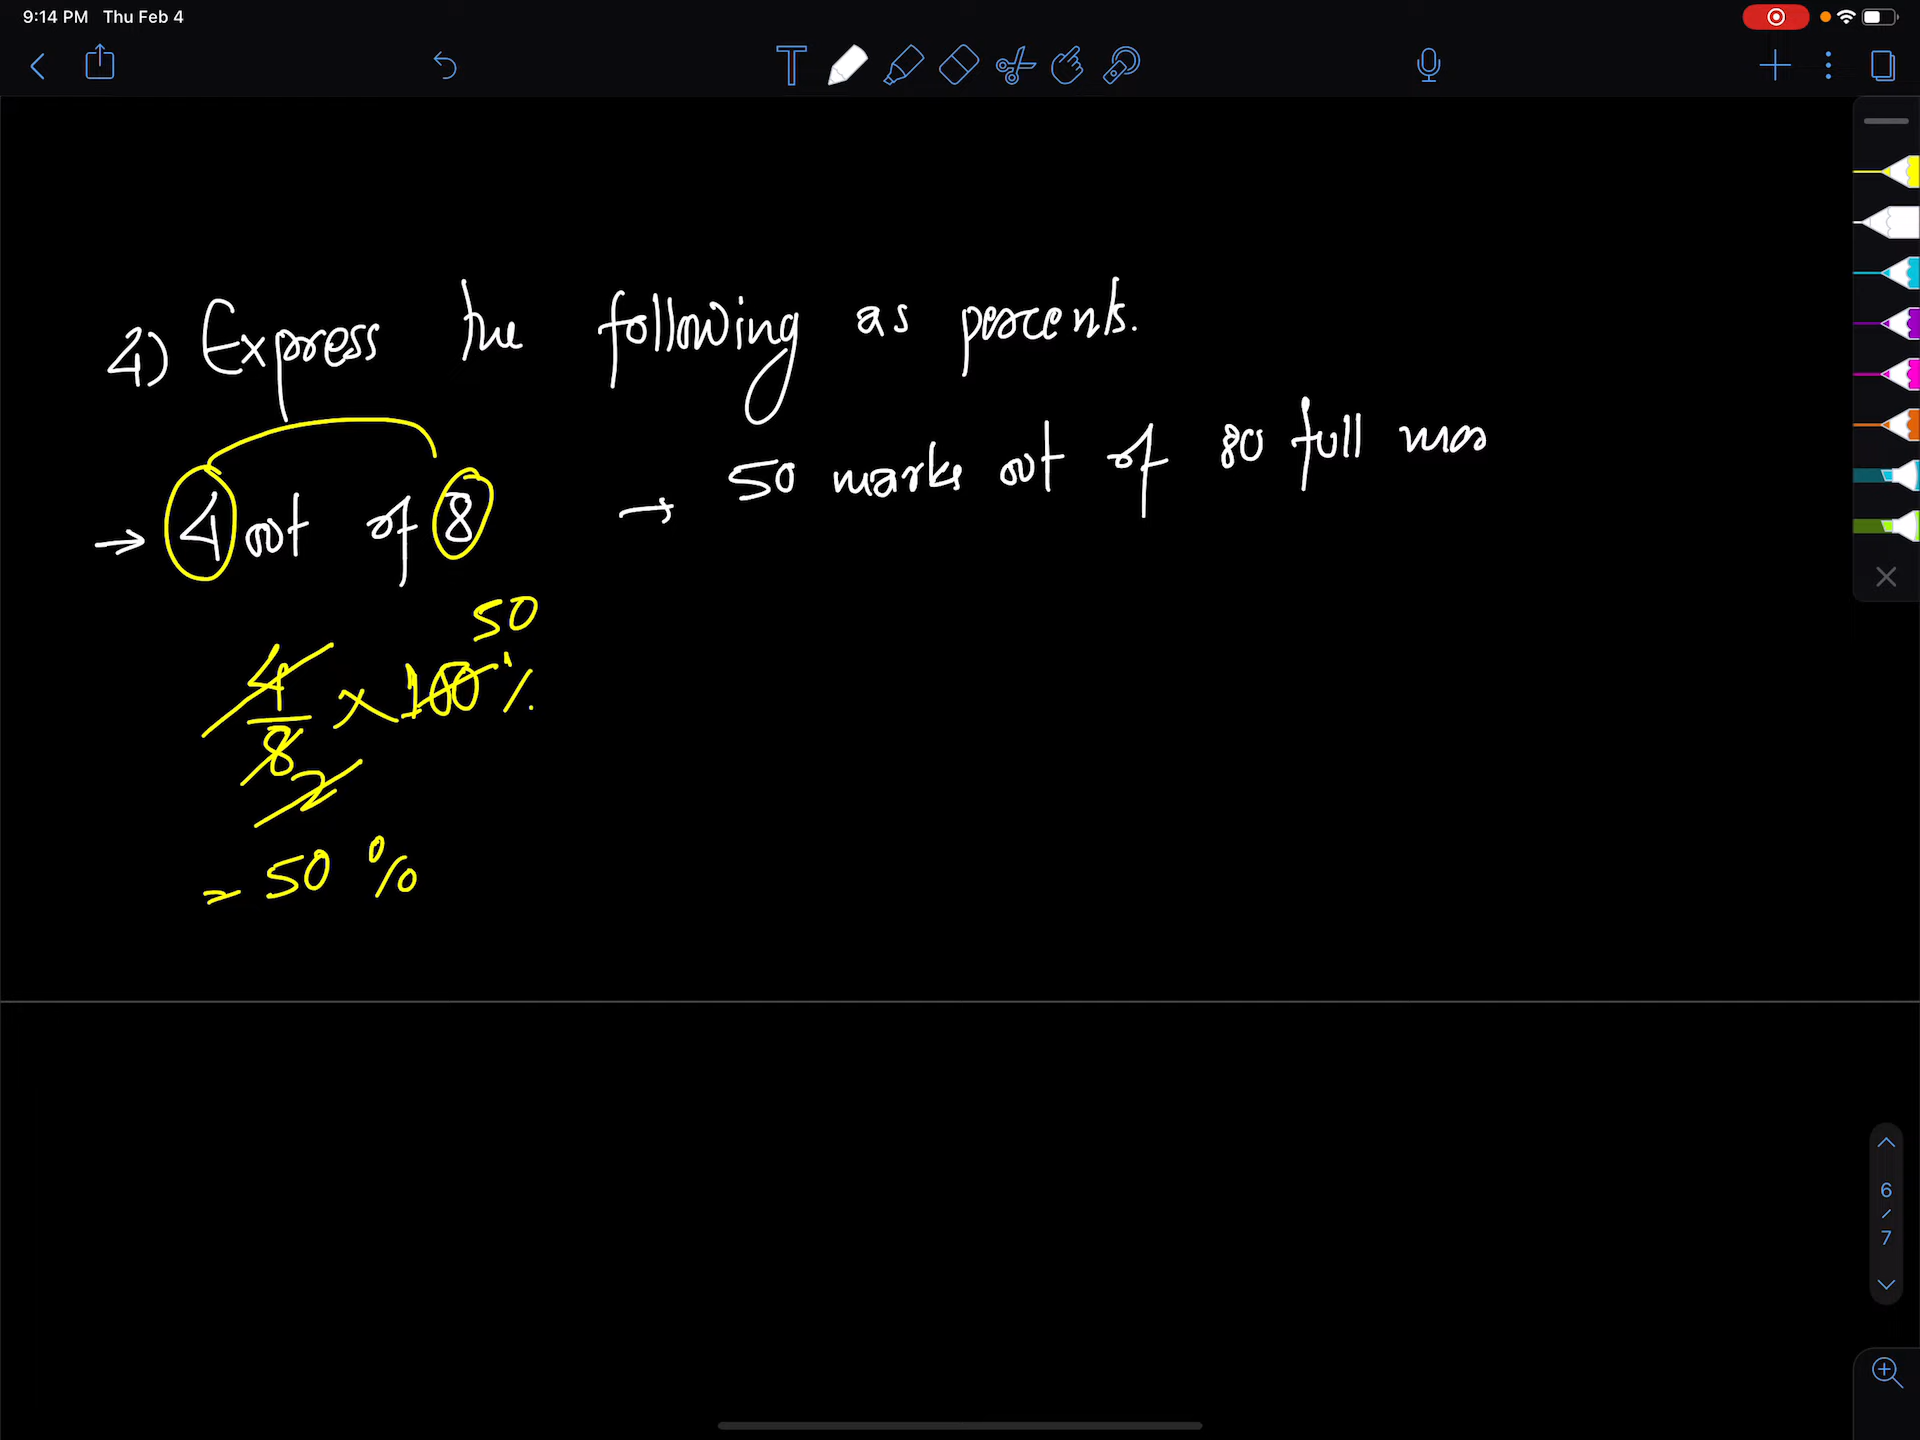 9:14 PM Thu Feb 4
4) Express the following as percents.
→ 4 out of 8
→ 50 marks out of 80 full mar
50
4/8 × 100%
2
= 50 %
6
/
7